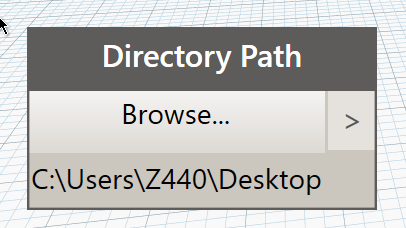 Directory Path
Browse...
>
C:\Users\Z440\Desktop